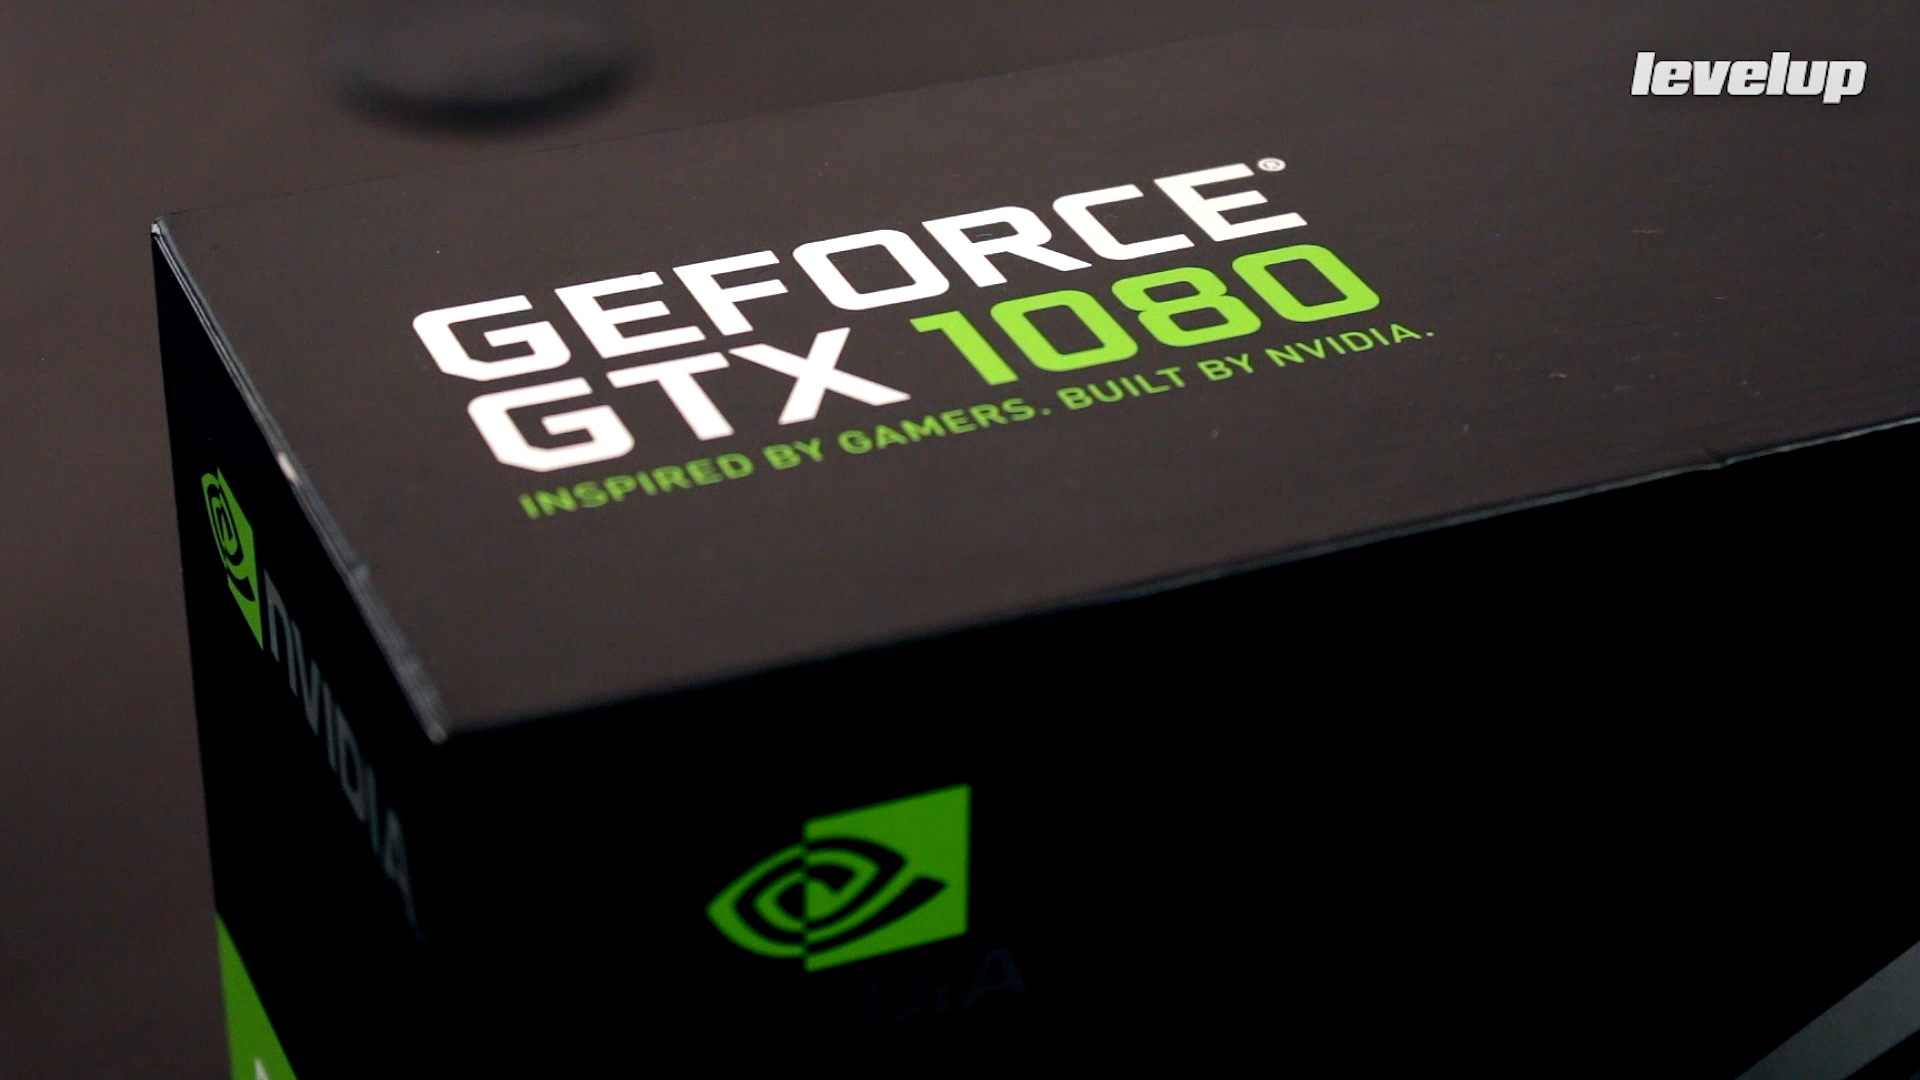 levelup
GEFORCE®
GTX 1080
INSPIRED BY GAMERS. BUILT BY NVIDIA.
NVIDIA